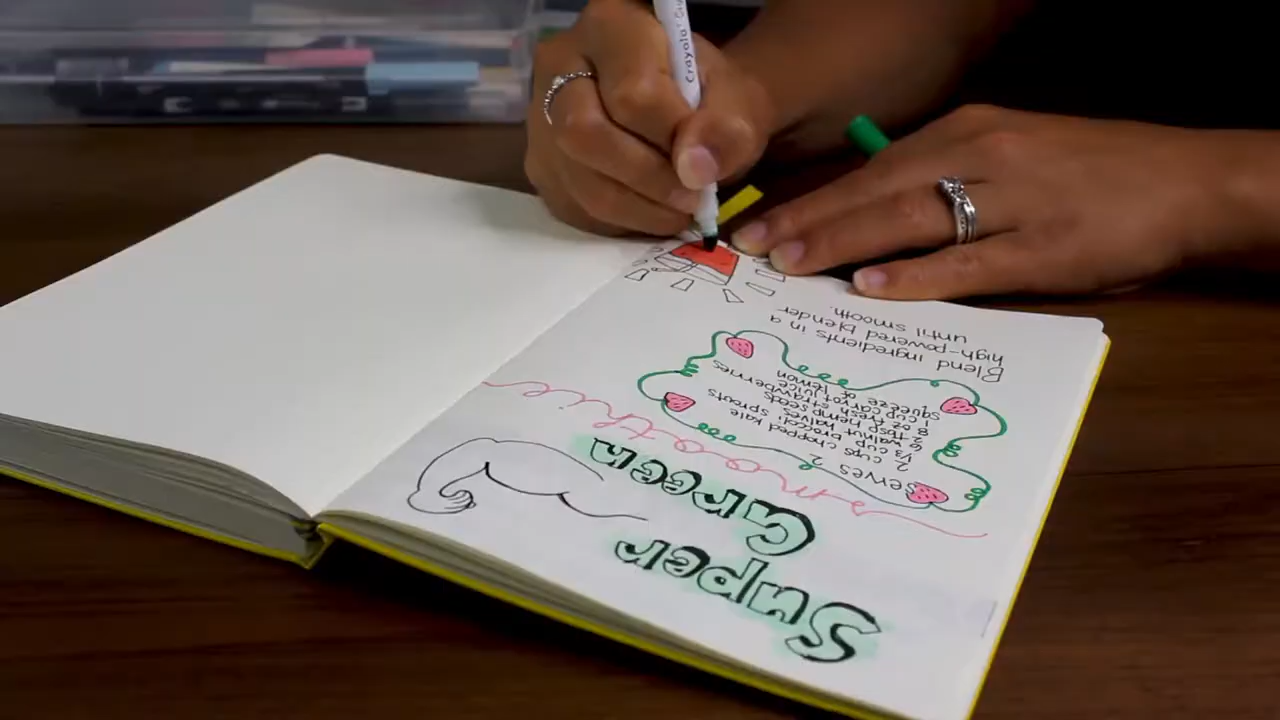 Super
Green
smoothie
serves 2
2 cups chopped kale
1/3 cup broccoli sprouts
6 walnut halves
2 tbsp hemp seeds
8 oz fresh strawberries
1 cup carrot juice
squeeze of lemon
Blend ingredients in a
high-powered blender
until smooth.
Crayola